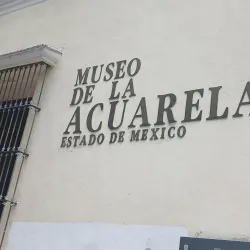 MUSEO
DE LA
ACUARELA
ESTADO DE MEXICO